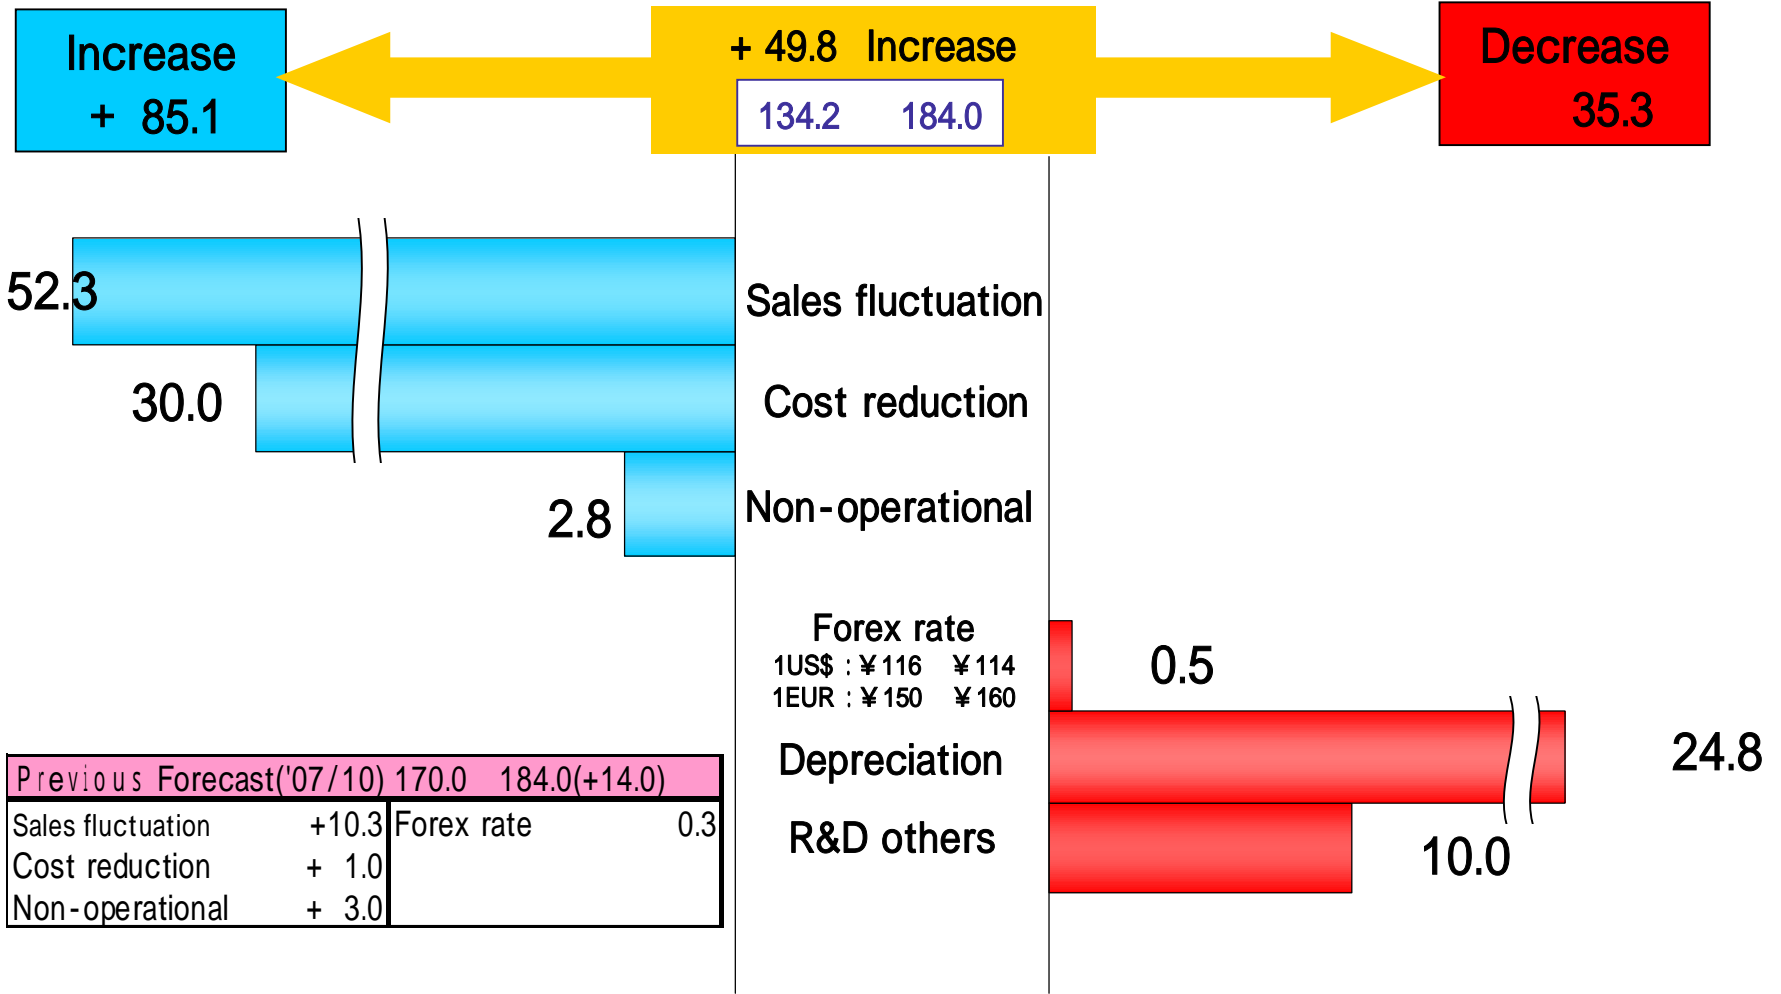 Increase
+ 85.1
+ 49.8 Increase
134.2 184.0
Decrease
35.3
52.3
Sales fluctuation
30.0
Cost reduction
2.8
Non-operational
Forex rate
1US$ : ¥116 ¥114
1EUR : ¥150 ¥160
0.5
Depreciation
24.8
R&D others
10.0
Previous Forecast('07/10) 170.0 184.0(+14.0)
Sales fluctuation +10.3 Forex rate 0.3
Cost reduction + 1.0
Non-operational + 3.0